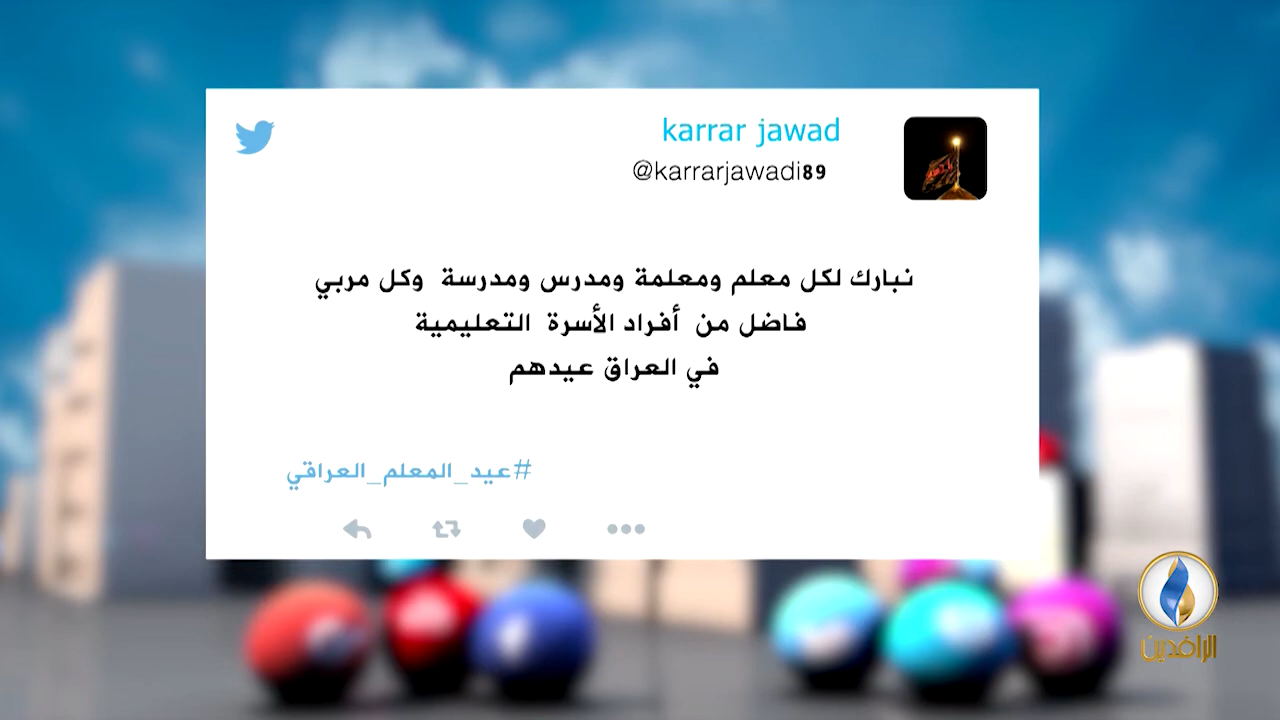 karrar jawad
@karrarjawadi89
نبارك لكل معلم ومعلمة ومدرس ومدرسة وكل مربي
فاضل من أفراد الأسرة التعليمية
في العراق عيدهم
#عيد_المعلم_العراقي
الرافدين